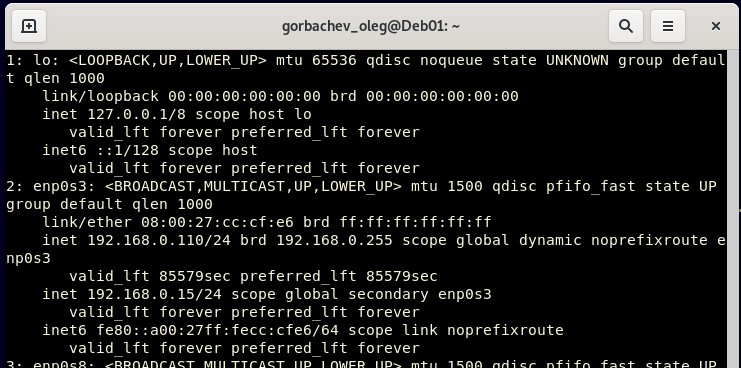 gorbachev_oleg@Deb01: ~
1: lo: <LOOPBACK,UP,LOWER_UP> mtu 65536 qdisc noqueue state UNKNOWN group defaul
t qlen 1000
    link/loopback 00:00:00:00:00:00 brd 00:00:00:00:00:00
    inet 127.0.0.1/8 scope host lo
       valid_lft forever preferred_lft forever
    inet6 ::1/128 scope host
       valid_lft forever preferred_lft forever
2: enp0s3: <BROADCAST,MULTICAST,UP,LOWER_UP> mtu 1500 qdisc pfifo_fast state UP
group default qlen 1000
    link/ether 08:00:27:cc:cf:e6 brd ff:ff:ff:ff:ff:ff
    inet 192.168.0.110/24 brd 192.168.0.255 scope global dynamic noprefixroute e
np0s3
       valid_lft 85579sec preferred_lft 85579sec
    inet 192.168.0.15/24 scope global secondary enp0s3
       valid_lft forever preferred_lft forever
    inet6 fe80::a00:27ff:fecc:cfe6/64 scope link noprefixroute
       valid_lft forever preferred_lft forever
3: enp0s8: <BROADCAST,MULTICAST,UP,LOWER_UP> mtu 1500 qdisc pfifo_fast state UP